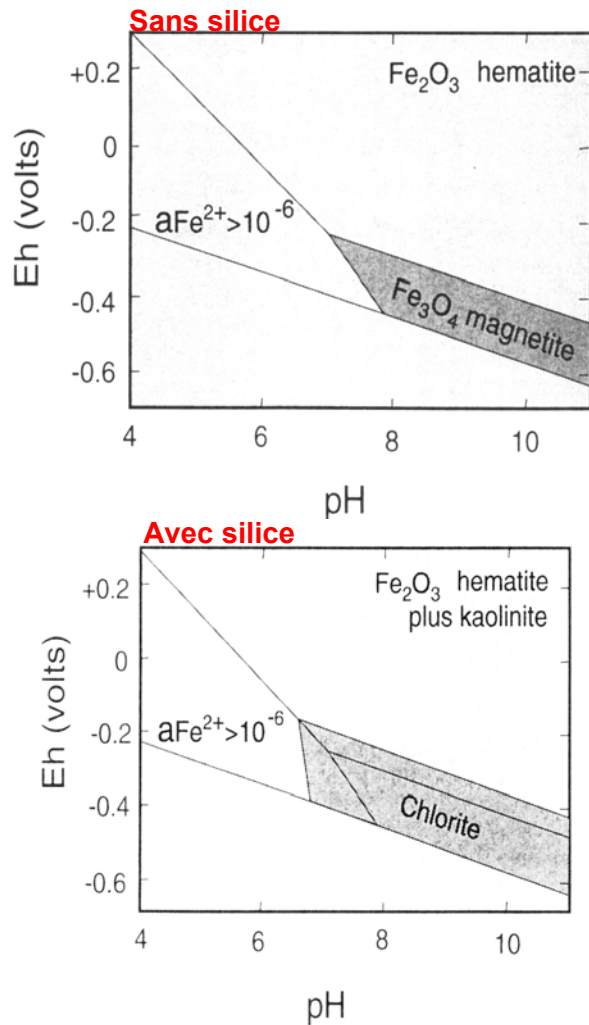 Sans silice
+0.2
0
-0.2
-0.4
-0.6
Eh (volts)
Fe₂O₃ hematite
aFe²⁺>10⁻⁶
Fe₃O₄ magnetite
4
6
8
10
pH
Avec silice
+0.2
0
-0.2
-0.4
-0.6
Eh (volts)
Fe₂O₃ hematite
plus kaolinite
aFe²⁺>10⁻⁶
Chlorite
4
6
8
10
pH